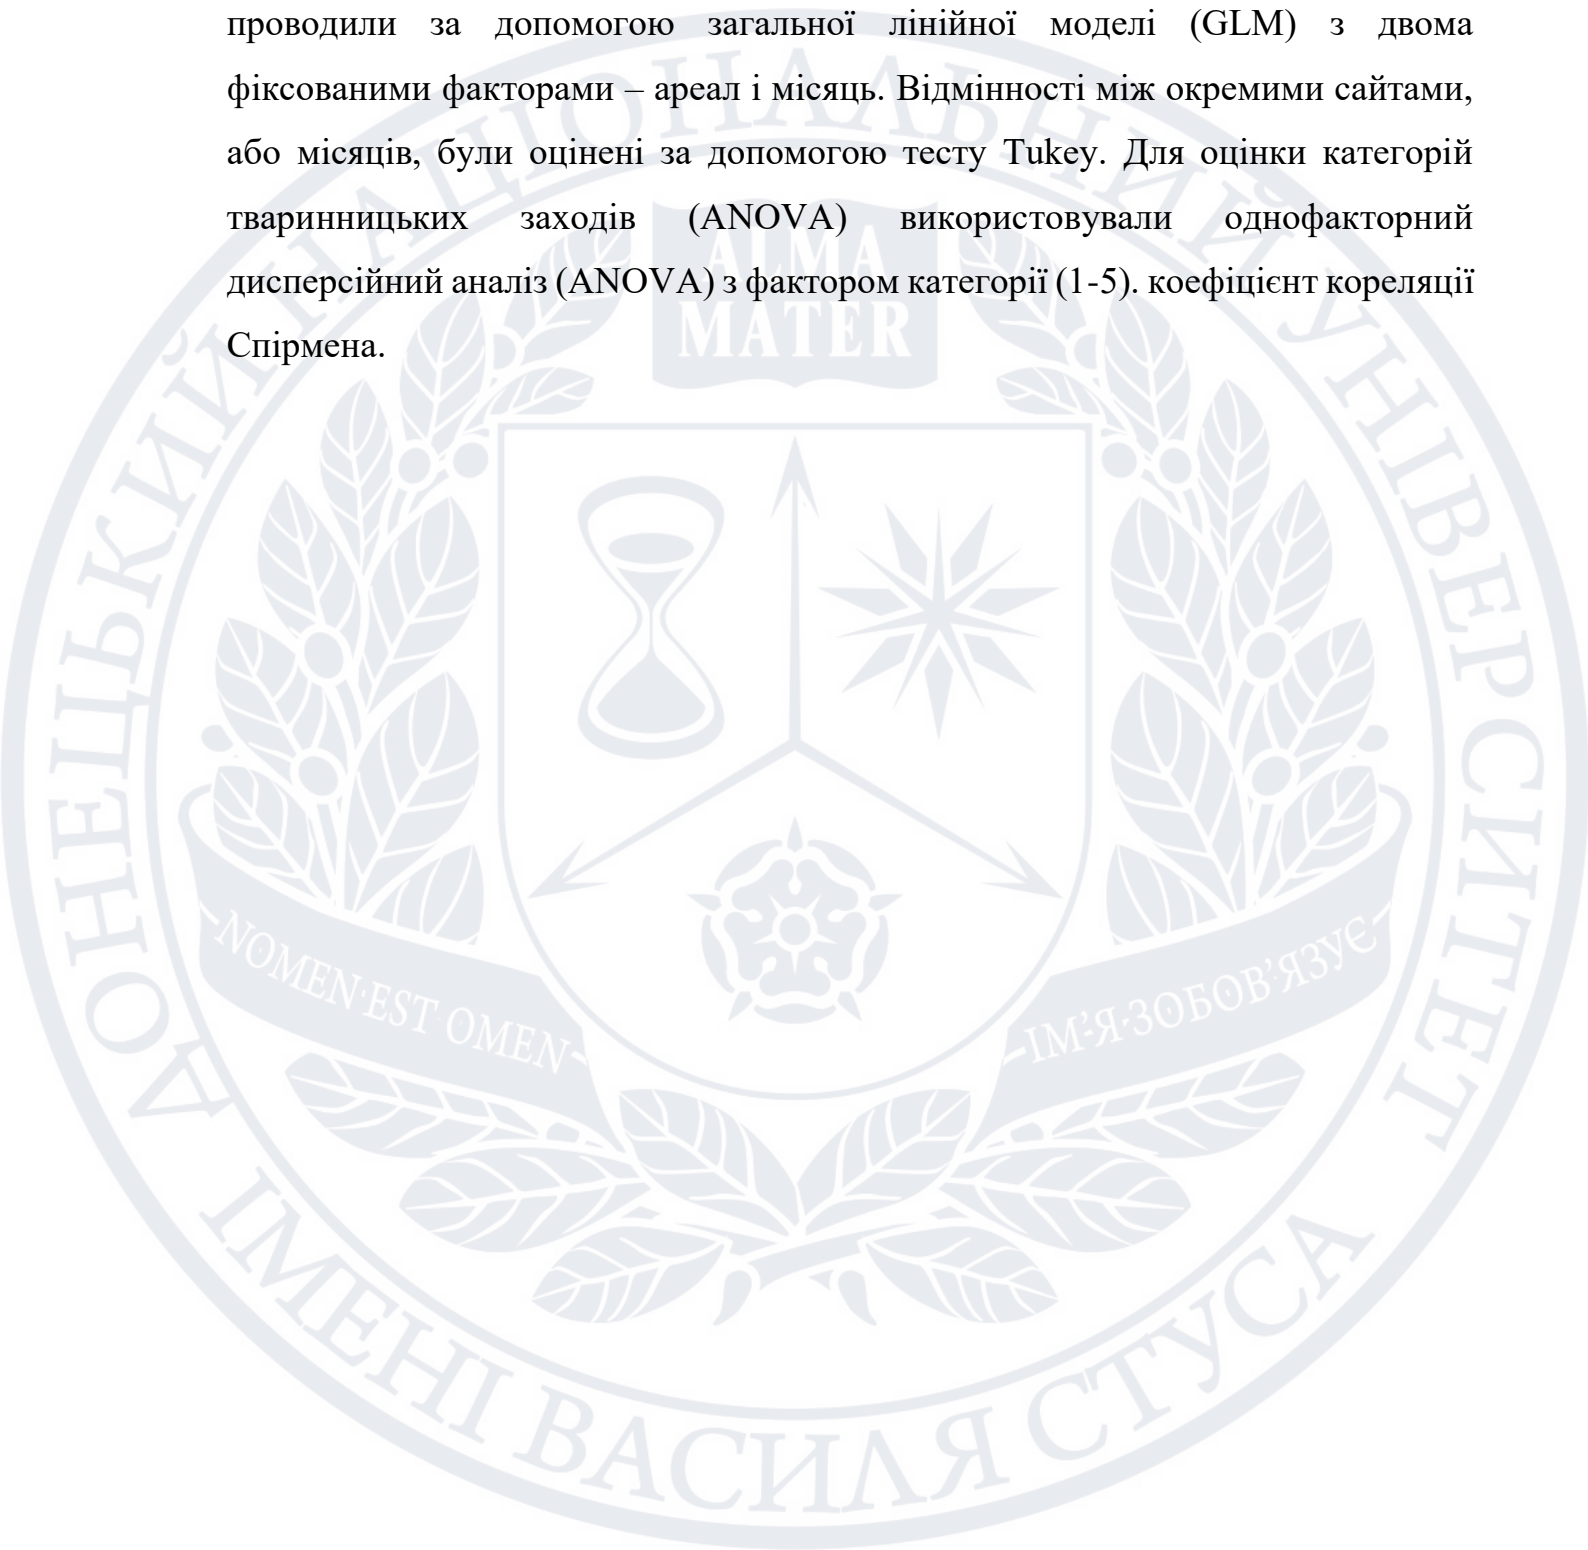 проводили за допомогою загальної лінійної моделі (GLM) з двома
фіксованими факторами – ареал і місяць. Відмінності між окремими сайтами,
або місяців, були оцінені за допомогою тесту Tukey. Для оцінки категорій
тваринницьких заходів (ANOVA) використовували однофакторний
дисперсійний аналіз (ANOVA) з фактором категорії (1-5). коефіцієнт кореляції
Спірмена.
ДОНЕЦЬКИЙ НАЦІОНАЛЬНИЙ УНІВЕРСИТЕТ
ALMA
MATER
NOMEN·EST·OMEN
ІМ'Я·ЗОБОВ'ЯЗУЄ
ІМЕНІ ВАСИЛЯ СТУСА